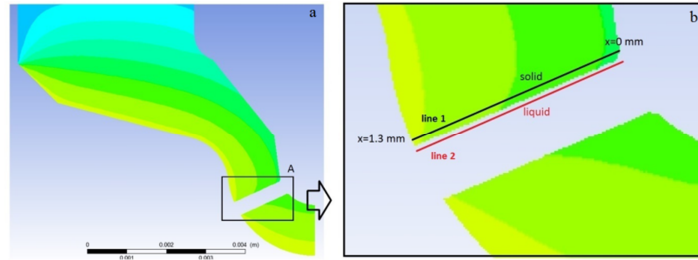 a
A
0
0.002
0.004 (m)
0.001
0.003
b
x=0 mm
solid
liquid
line 1
x=1.3 mm
line 2